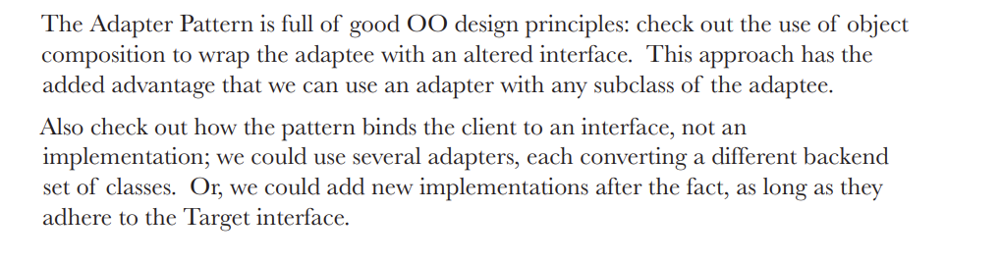 The Adapter Pattern is full of good OO design principles: check out the use of object
composition to wrap the adaptee with an altered interface.  This approach has the
added advantage that we can use an adapter with any subclass of the adaptee.
Also check out how the pattern binds the client to an interface, not an
implementation; we could use several adapters, each converting a different backend
set of classes.  Or, we could add new implementations after the fact, as long as they
adhere to the Target interface.